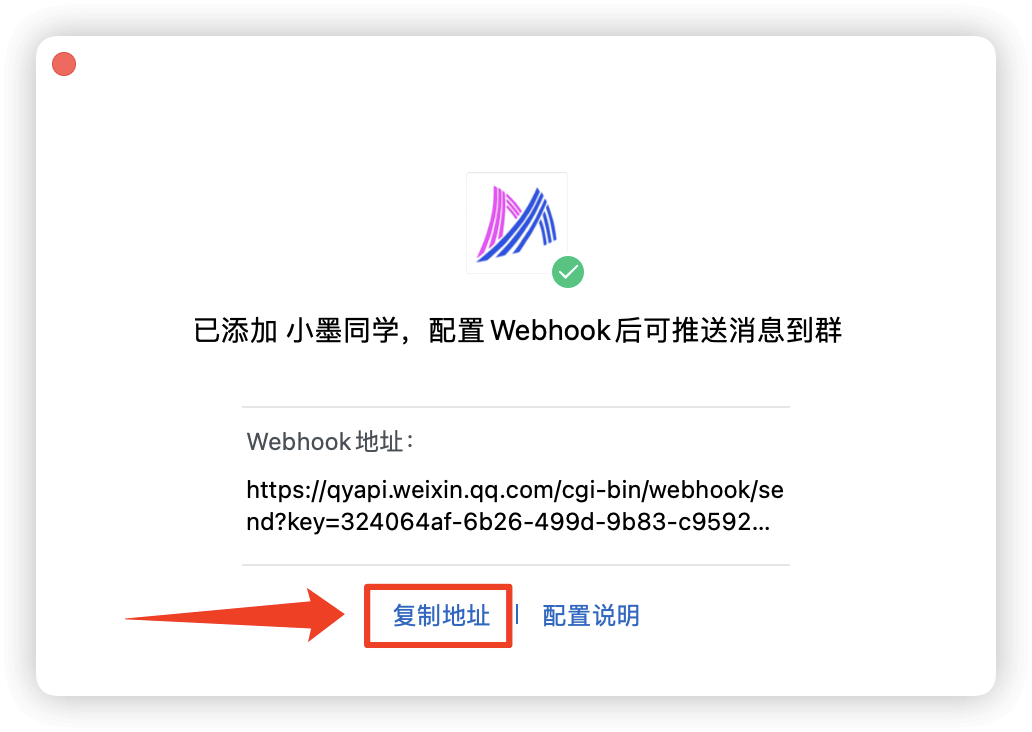 已添加 小墨同学，配置 Webhook 后可推送消息到群
Webhook 地址：
https://qyapi.weixin.qq.com/cgi-bin/webhook/se
nd?key=324064af-6b26-499d-9b83-c9592...
复制地址 | 配置说明